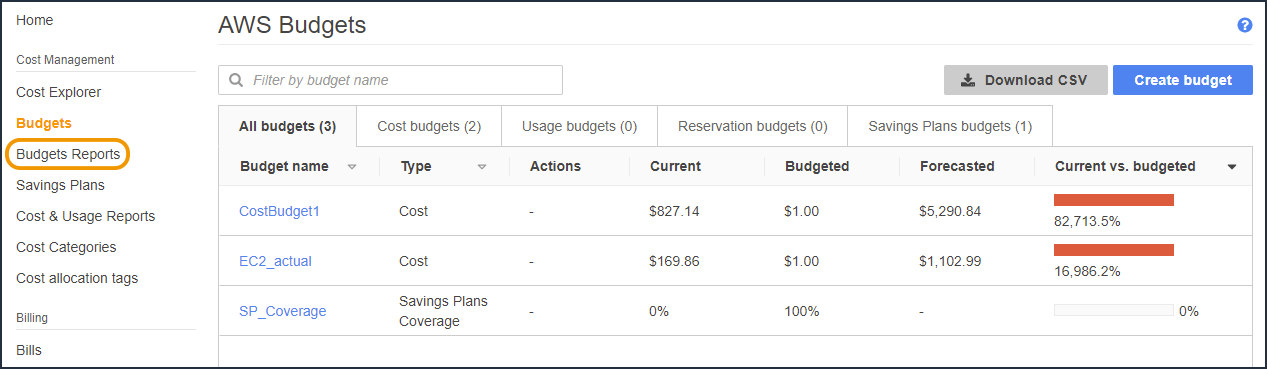 Home
Cost Management
Cost Explorer
Budgets
Budgets Reports
Savings Plans
Cost & Usage Reports
Cost Categories
Cost allocation tags
Billing
Bills
AWS Budgets
?
Filter by budget name
Download CSV
Create budget
All budgets (3) Cost budgets (2) Usage budgets (0) Reservation budgets (0) Savings Plans budgets (1)
Budget name Type Actions Current Budgeted Forecasted Current vs. budgeted
CostBudget1 Cost - $827.14 $1.00 $5,290.84 82,713.5%
EC2_actual Cost - $169.86 $1.00 $1,102.99 16,986.2%
SP_Coverage Savings Plans Coverage - 0% 100% - 0%